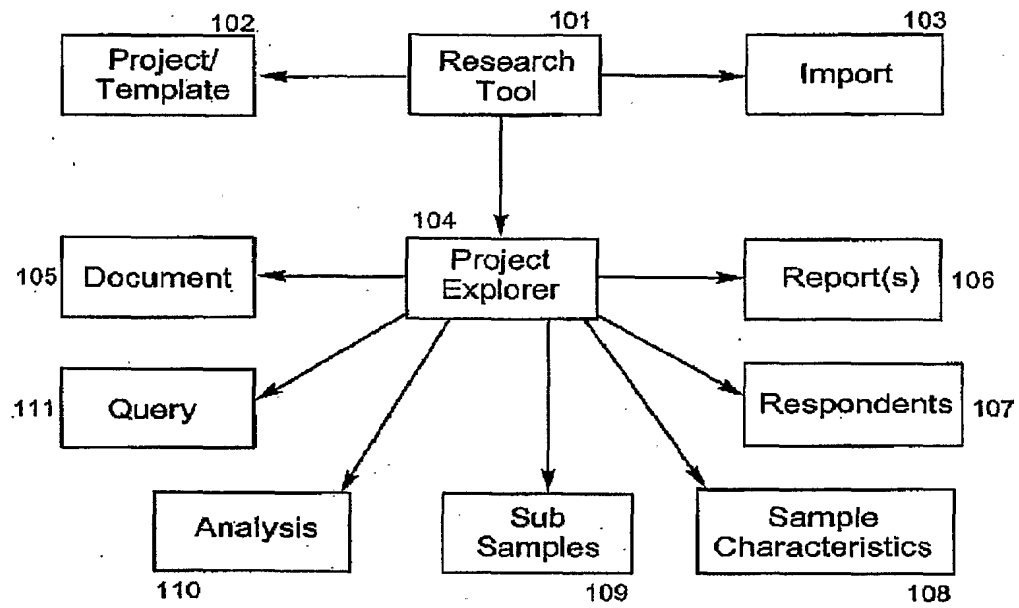 102
101
103
Project/
Template
Research
Tool
Import
104
105
Document
Project
Explorer
Report(s)
106
111
Query
Respondents
107
Analysis
Sub
Samples
Sample
Characteristics
110
109
108